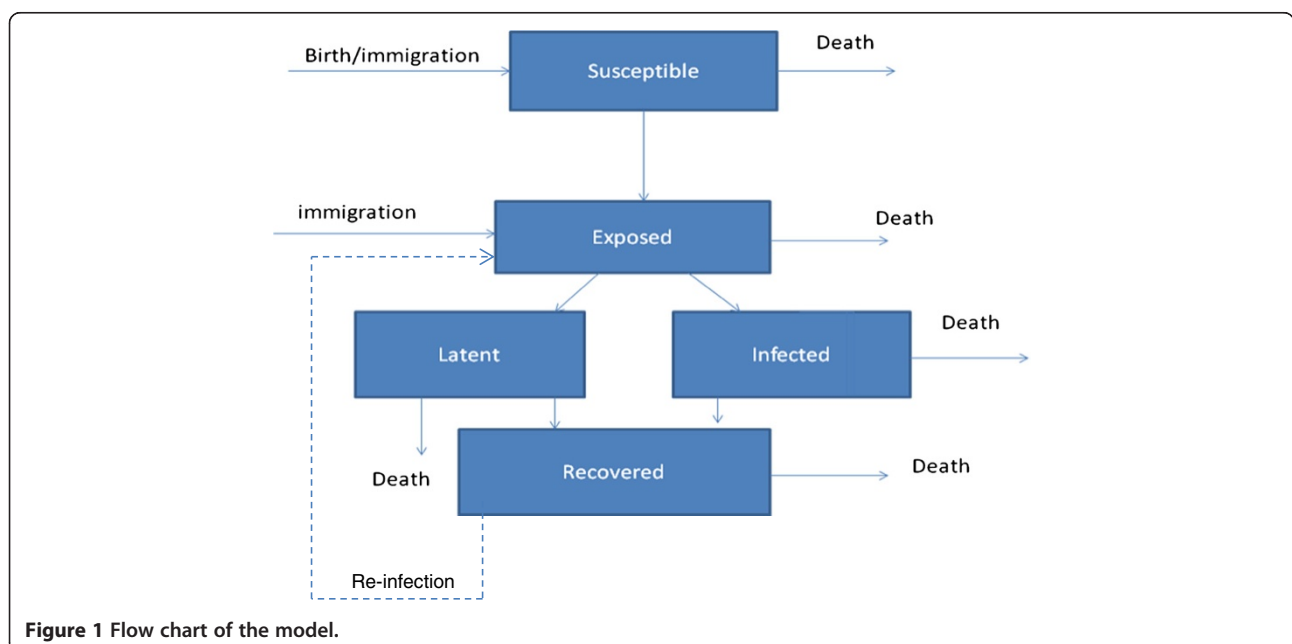 Birth/immigration
Death
Susceptible
immigration
Death
Exposed
Death
Latent
Infected
Death
Recovered
Death
Re-infection
Figure 1 Flow chart of the model.